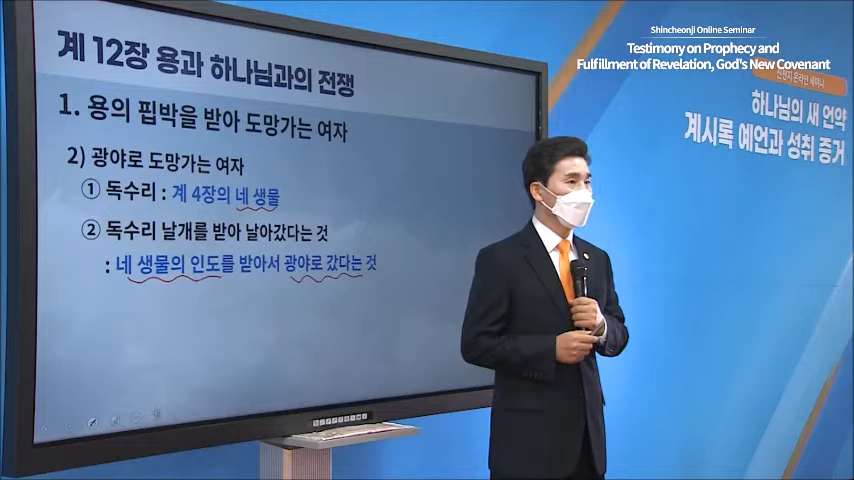 Shincheonji Online Seminar
Testimony on Prophecy and
Fulfillment of Revelation, God's New Covenant
신천지 온라인 세미나
하나님의 새 언약
계시록 예언과 성취 증거
계 12장 용과 하나님과의 전쟁
1. 용의 핍박을 받아 도망가는 여자
2) 광야로 도망가는 여자
① 독수리 : 계 4장의 네 생물
② 독수리 날개를 받아 날아갔다는 것
: 네 생물의 인도를 받아서 광야로 갔다는 것